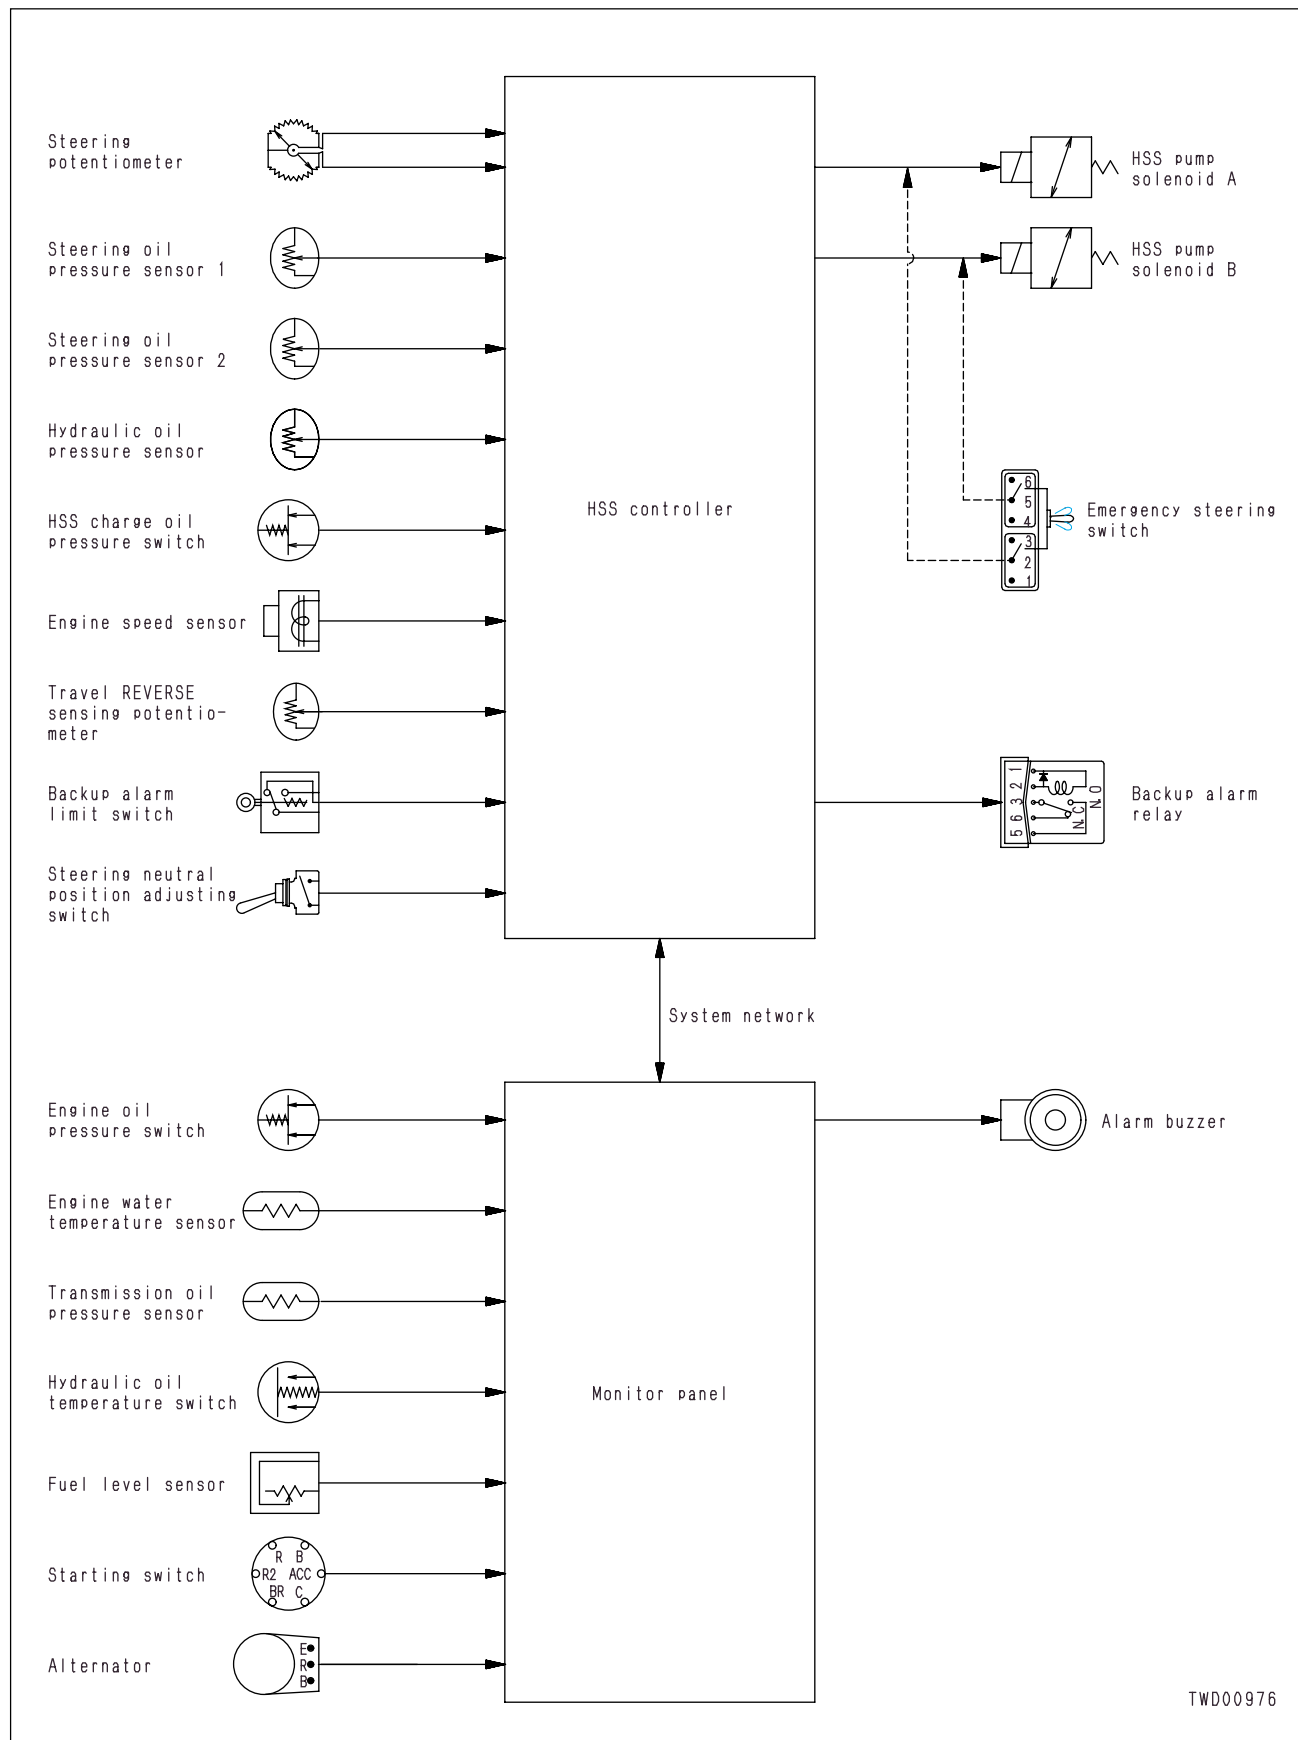 Steering
potentiometer
HSS pump
solenoid A
Steering oil
pressure sensor 1
HSS pump
solenoid B
Steering oil
pressure sensor 2
Hydraulic oil
pressure sensor
HSS charge oil
pressure switch
HSS controller
6
5
4
3
2
1
Emergency steering
switch
Engine speed sensor
Travel REVERSE
sensing potentio-
meter
Backup alarm
limit switch
1
2
3
6
5
N.C
N.O
Backup alarm
relay
Steering neutral
position adjusting
switch
System network
Engine oil
pressure switch
Alarm buzzer
Engine water
temperature sensor
Transmission oil
pressure sensor
Hydraulic oil
temperature switch
Monitor panel
Fuel level sensor
Starting switch
R B
R2 ACC
BR C
Alternator
E
R
B
TWD00976